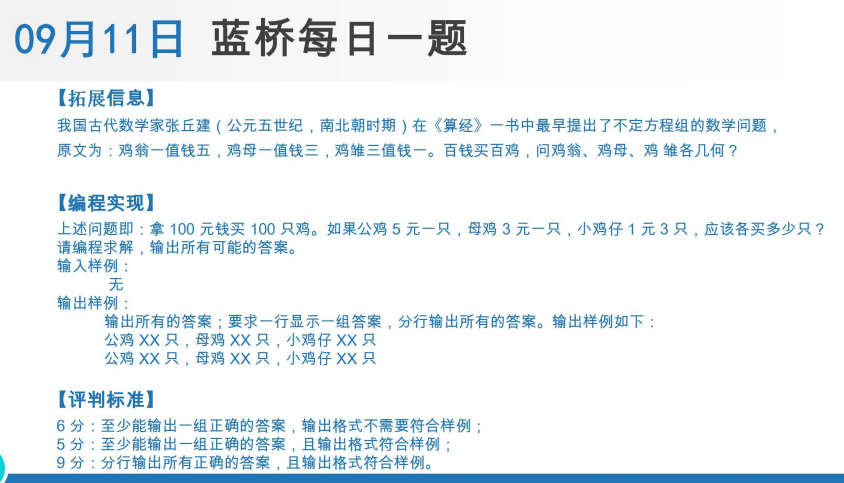 09月11日 蓝桥每日一题
【拓展信息】
我国古代数学家张丘建（公元五世纪，南北朝时期）在《算经》一书中最早提出了不定方程组的数学问题，
原文为：鸡翁一值钱五，鸡母一值钱三，鸡雏三值钱一。百钱买百鸡，问鸡翁、鸡母、鸡 雏各几何？
【编程实现】
上述问题即：拿 100 元钱买 100 只鸡。如果公鸡 5 元一只，母鸡 3 元一只，小鸡仔 1 元 3 只，应该各买多少只？
请编程求解，输出所有可能的答案。
输入样例：
无
输出样例：
输出所有的答案；要求一行显示一组答案，分行输出所有的答案。输出样例如下：
公鸡 XX 只，母鸡 XX 只，小鸡仔 XX 只
公鸡 XX 只，母鸡 XX 只，小鸡仔 XX 只
【评判标准】
6 分：至少能输出一组正确的答案，输出格式不需要符合样例；
5 分：至少能输出一组正确的答案，且输出格式符合样例；
9 分：分行输出所有正确的答案，且输出格式符合样例。